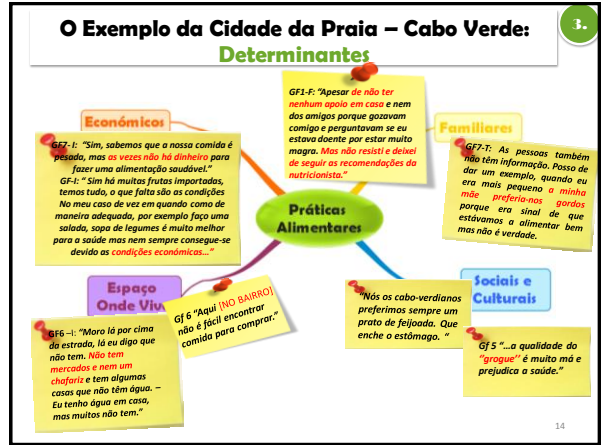 O Exemplo da Cidade da Praia – Cabo Verde:
Determinantes
3.
GF1-F: “Apesar de não ter
nenhum apoio em casa e nem
dos amigos porque gozavam
comigo e perguntavam se eu
estava doente por estar muito
magra. Mas não resisti e deixei
de seguir as recomendações da
nutricionista.”
Económicos
GF7- I: “Sim, sabemos que a nossa comida é
pesada, mas as vezes não há dinheiro para
fazer uma alimentação saudável.”
GF-I: “ Sim há muitas frutas importadas,
temos tudo, o que falta são as condições
No meu caso de vez em quando como de
maneira adequada, por exemplo faço uma
salada, sopa de legumes é muito melhor
para a saúde mas nem sempre consegue-se
devido as condições económicas…”
Familiares
GF7-T: As pessoas também
não têm informação. Posso de
dar um exemplo, quando eu
era mais pequeno a minha
mãe preferia-nos gordos
porque era sinal de que
estávamos a alimentar bem
mas não é verdade.
Práticas
Alimentares
Espaço
Onde Viv
Gf 6 “Aqui [NO BAIRRO]
não é fácil encontrar
comida para comprar.”
GF6 –I: “Moro lá por cima
da estrada, lá eu digo que
não tem. Não tem
mercados e nem um
chafariz e tem algumas
casas que não têm água. –
Eu tenho água em casa,
mas muitos não tem.”
Sociais e
Culturais
“Nós os cabo-verdianos
preferimos sempre um
prato de feijoada. Que
enche o estômago. “
Gf 5 “…a qualidade do
“grogue’’ é muito má e
prejudica a saúde.”
14